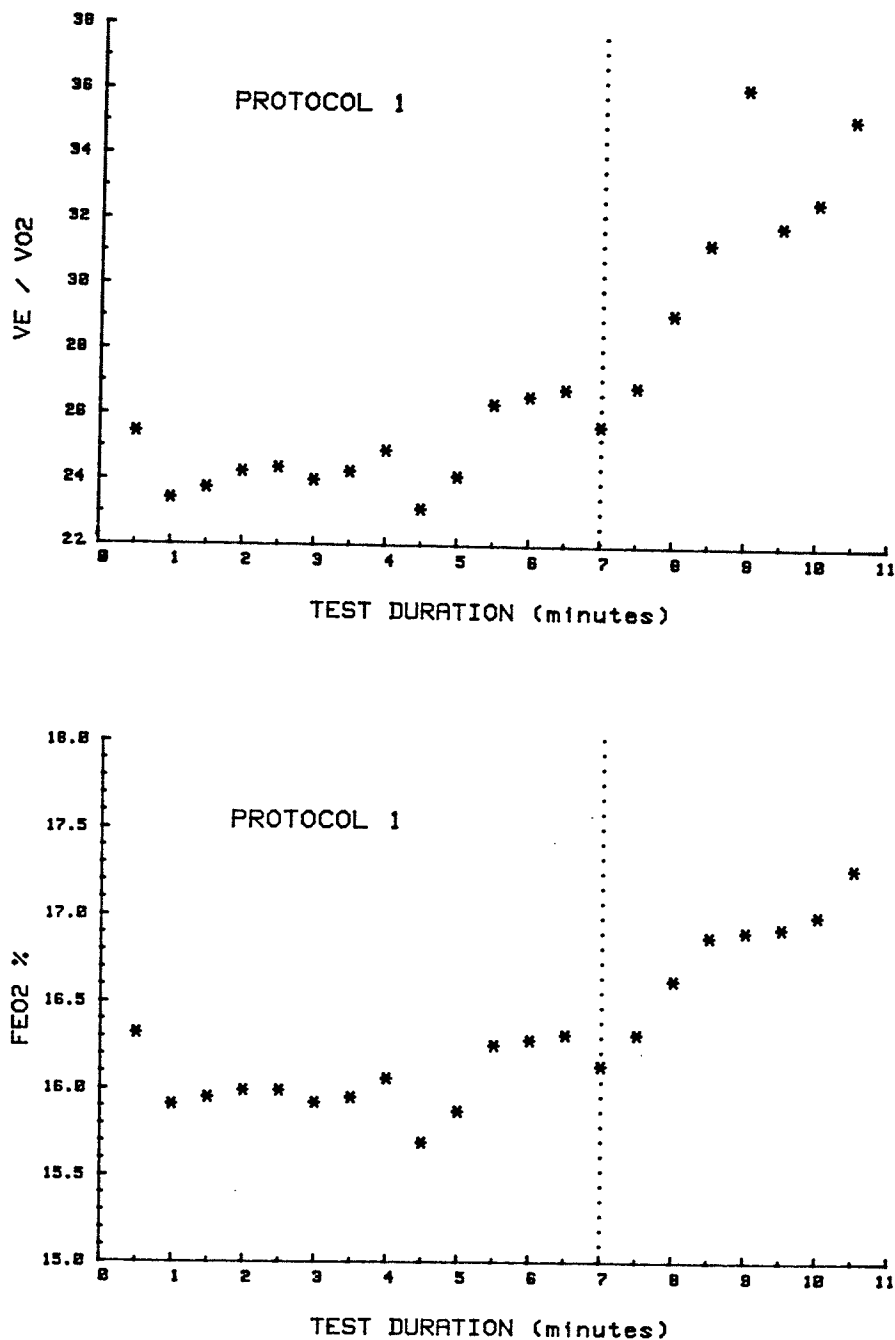 38
36
PROTOCOL 1
34
32
30
28
26
24
22
VE / VO2
0 1 2 3 4 5 6 7 8 9 10 11
TEST DURATION (minutes)
18.0
17.5
PROTOCOL 1
17.0
16.5
16.0
15.5
15.0
FEO2 %
0 1 2 3 4 5 6 7 8 9 10 11
TEST DURATION (minutes)